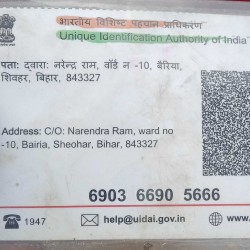 भारतीय विशिष्ट पहचान प्राधिकरण
Unique Identification Authority of India
पता: द्वारा: नरेन्द्र राम, वॉर्ड न -10, बैरिया,
शिवहर, बिहार, 843327
Address: C/O: Narendra Ram, ward no
-10, Bairia, Sheohar, Bihar, 843327
6903 6690 5666
1947 help@uidai.gov.in www.